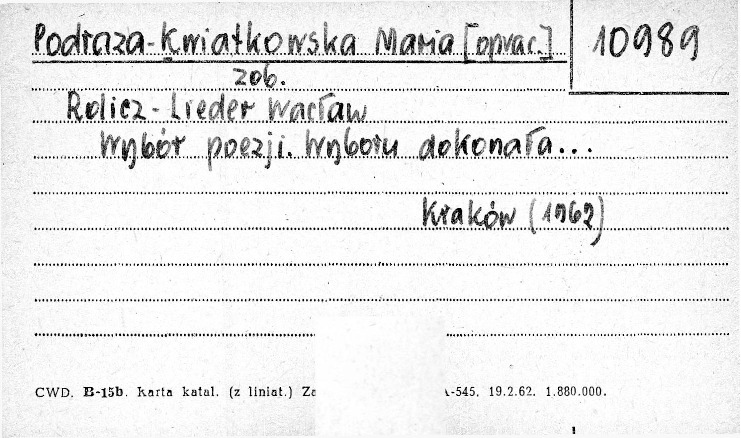 Podraza-Kwiatkowska Maria [oprac.] 10989
zob.
Rolicz-Lieder Wacław
Wybór poezji. Wyboru dokonała...
Kraków (1962)
CWD. B-15b. Karta katal. (z liniat.) Za -545. 19.2.62. 1.880.000.